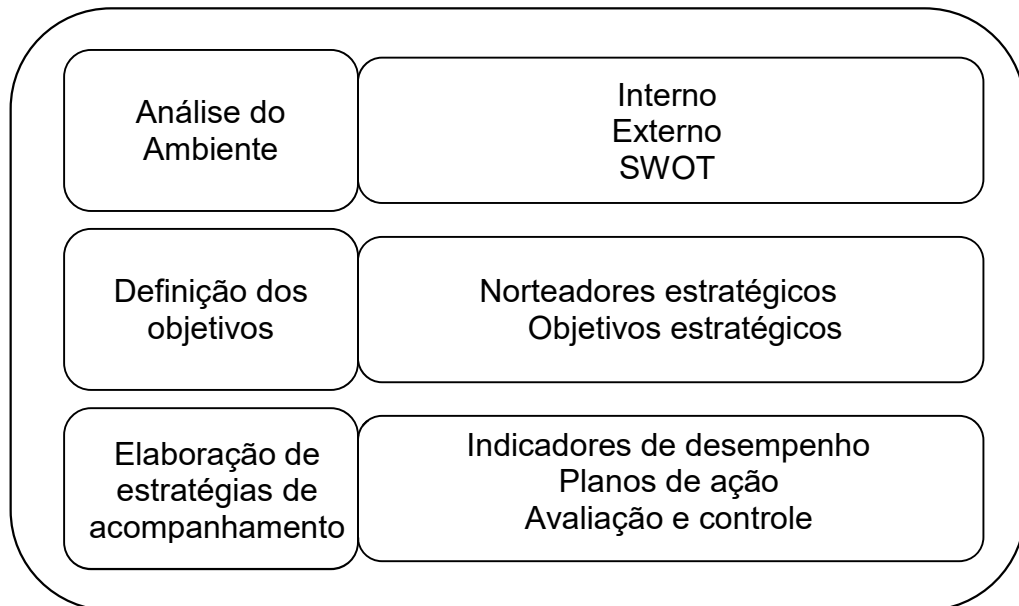 Análise do
Ambiente
Interno
Externo
SWOT
Definição dos
objetivos
Norteadores estratégicos
Objetivos estratégicos
Elaboração de
estratégias de
acompanhamento
Indicadores de desempenho
Planos de ação
Avaliação e controle